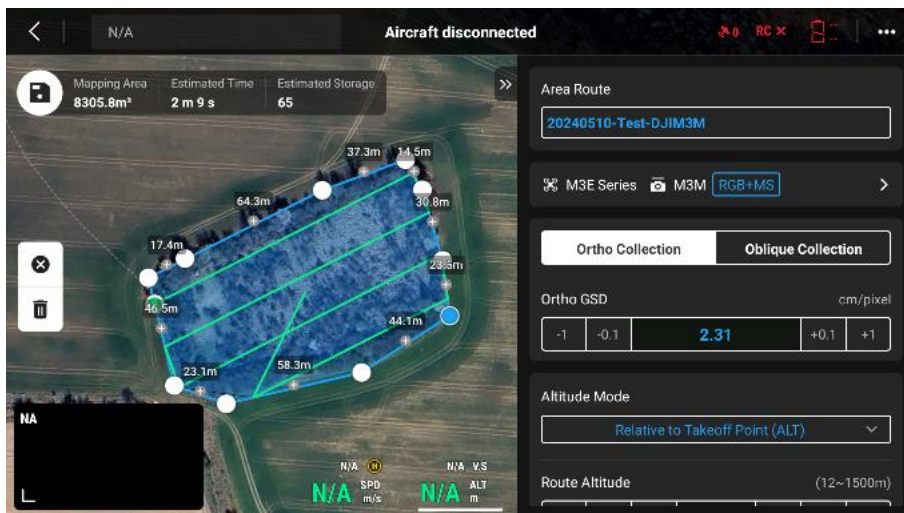 N/A
Aircraft disconnected
0 RC ×
Mapping Area Estimated Time Estimated Storage
8305.8m² 2 m 9 s 65
37.3m 14.5m
64.3m 30.8m
17.4m
23.5m
46.5m
44.1m
58.3m
23.1m
NA
N/A H N/A V.S
N/A SPD m/s N/A ALT m
Area Route
20240510-Test-DJIM3M
M3E Series M3M RGB+MS
Ortho Collection Oblique Collection
Ortho GSD cm/pixel
-1 -0.1 2.31 +0.1 +1
Altitude Mode
Relative to Takeoff Point (ALT)
Route Altitude (12~1500m)